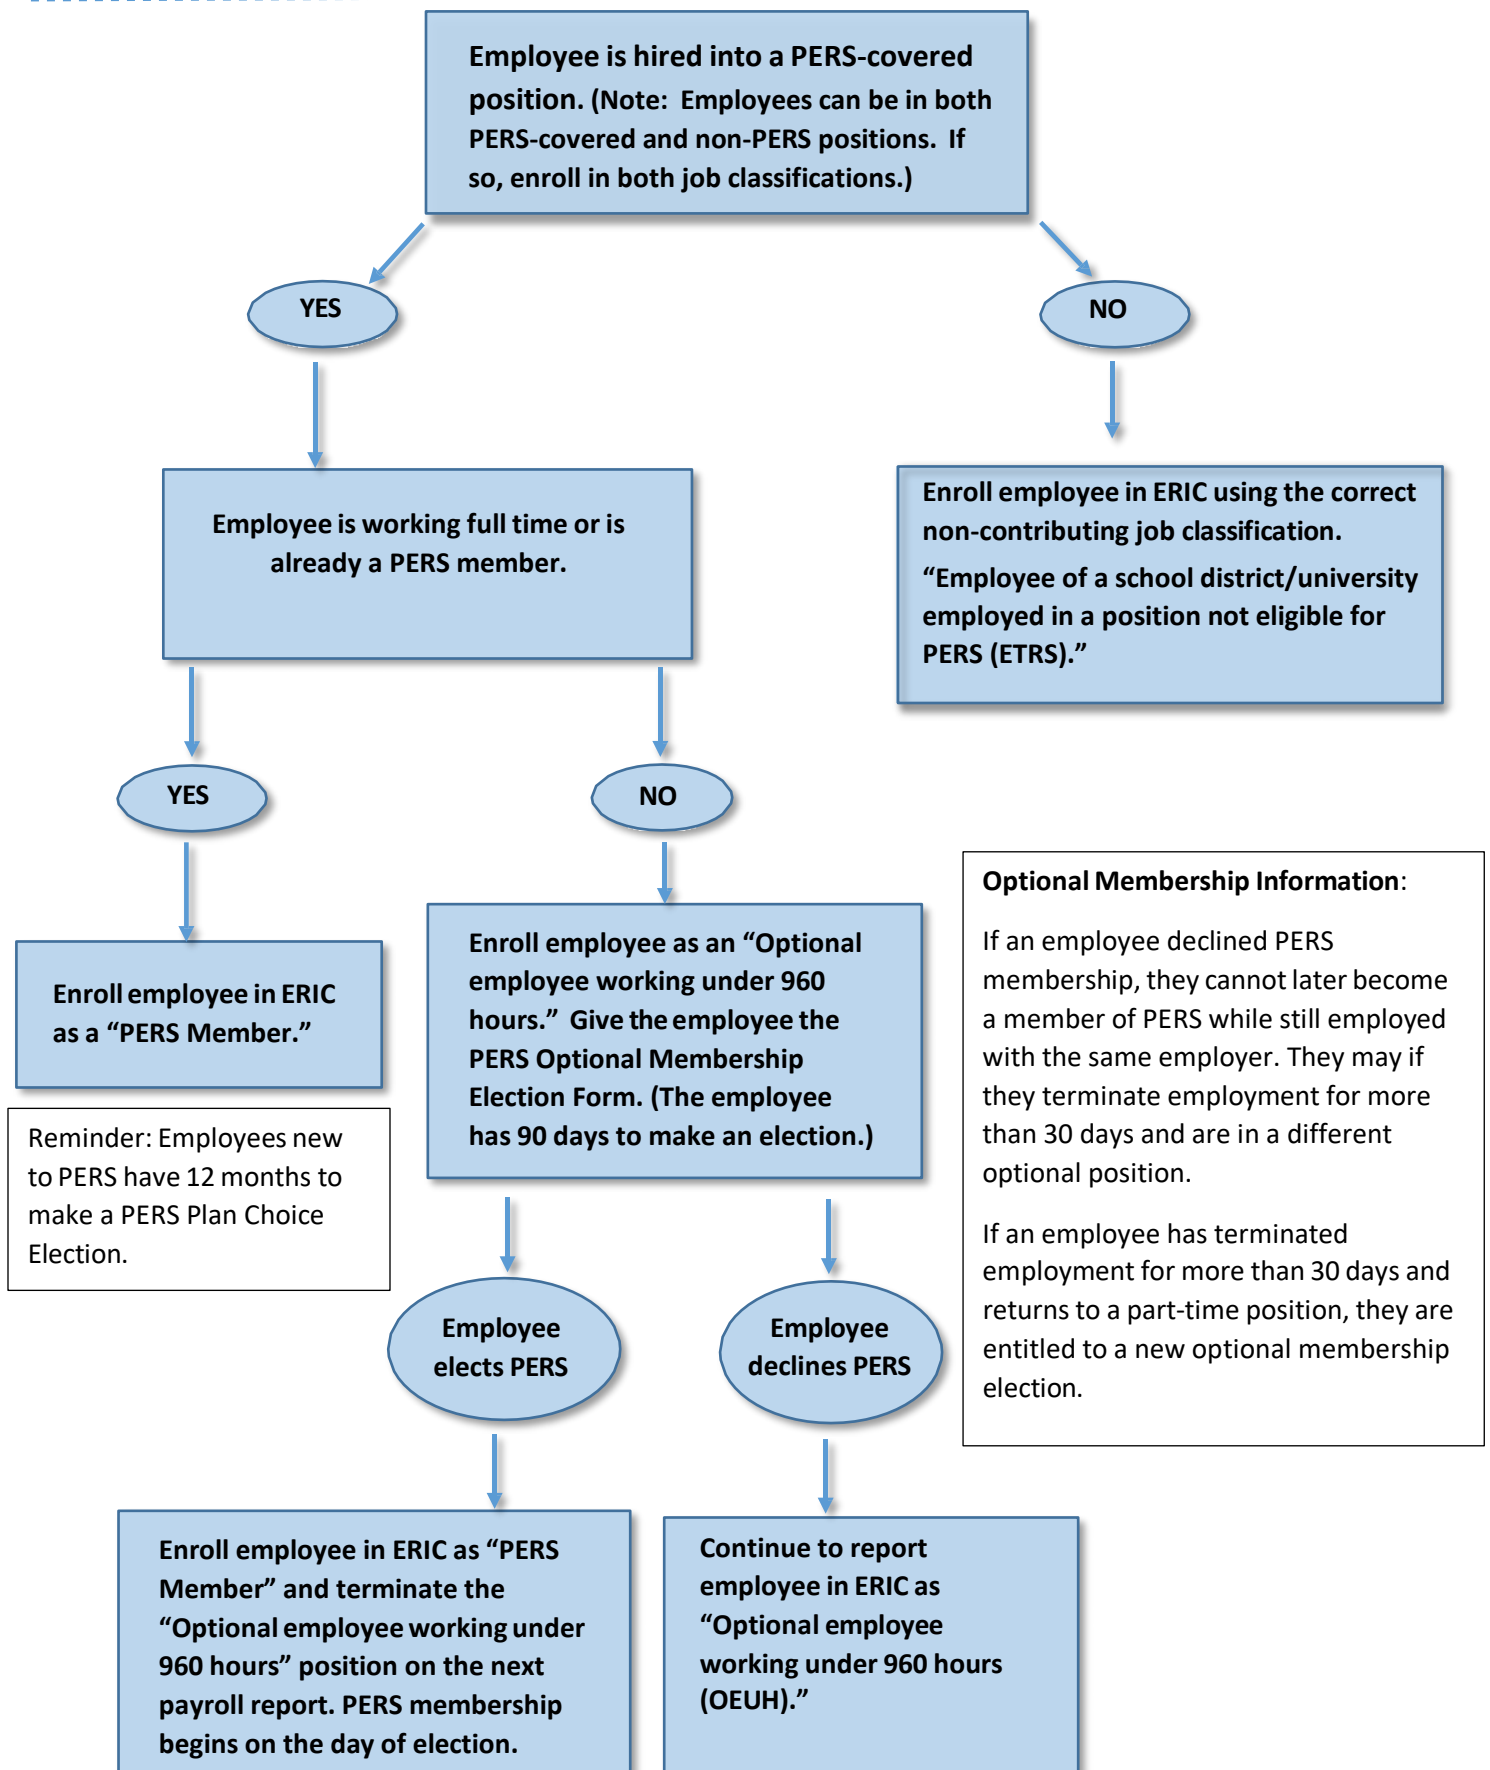 Employee is hired into a PERS-covered
position. (Note: Employees can be in both
PERS-covered and non-PERS positions. If
so, enroll in both job classifications.)
YES
NO
Employee is working full time or is
already a PERS member.
Enroll employee in ERIC using the correct
non-contributing job classification.
“Employee of a school district/university
employed in a position not eligible for
PERS (ETRS).”
YES
NO
Enroll employee in ERIC
as a “PERS Member.”
Reminder: Employees new
to PERS have 12 months to
make a PERS Plan Choice
Election.
Enroll employee as an “Optional
employee working under 960
hours.” Give the employee the
PERS Optional Membership
Election Form. (The employee
has 90 days to make an election.)
Optional Membership Information:
If an employee declined PERS
membership, they cannot later become
a member of PERS while still employed
with the same employer. They may if
they terminate employment for more
than 30 days and are in a different
optional position.
If an employee has terminated
employment for more than 30 days and
returns to a part-time position, they are
entitled to a new optional membership
election.
Employee
elects PERS
Employee
declines PERS
Enroll employee in ERIC as “PERS
Member” and terminate the
“Optional employee working under
960 hours” position on the next
payroll report. PERS membership
begins on the day of election.
Continue to report
employee in ERIC as
“Optional employee
working under 960 hours
(OEUH).”